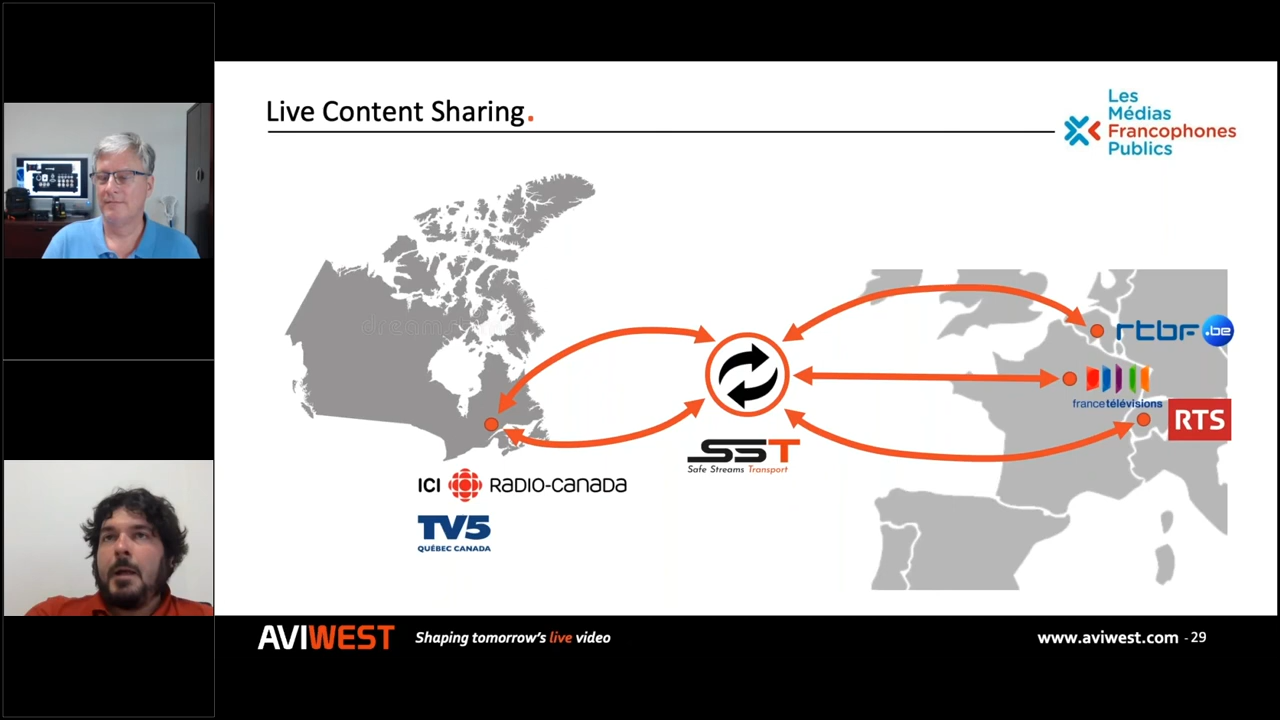 Live Content Sharing.
Les
Médias
Francophones
Publics
rtbf.be
francetélévisions
RTS
SST
Safe Streams Transport
ICI RADIO-CANADA
TV5
QUÉBEC CANADA
AVIWEST Shaping tomorrow's live video www.aviwest.com - 29